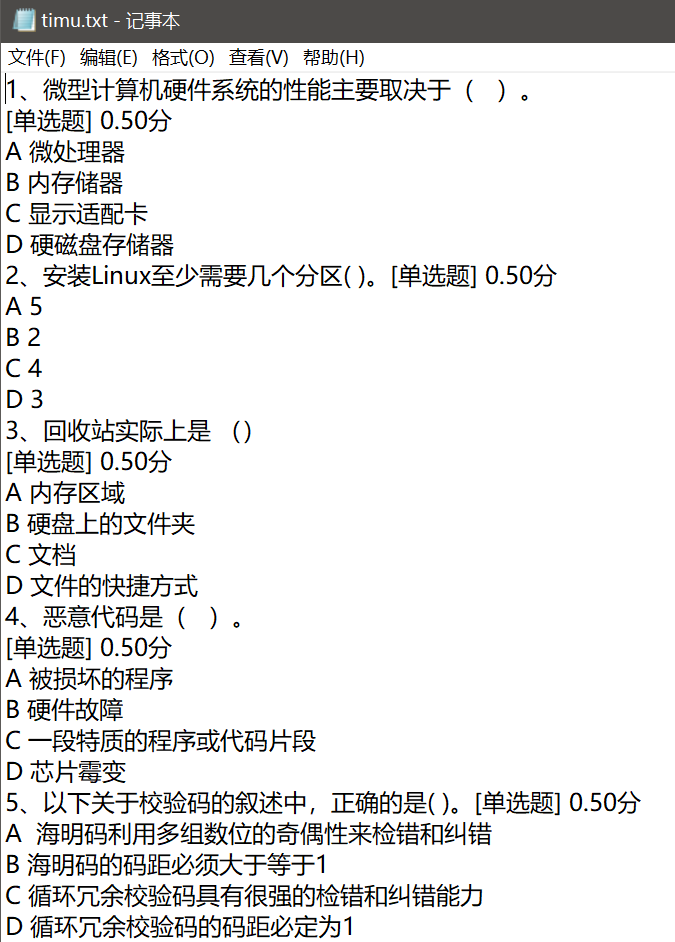 timu.txt - 记事本
文件(F) 编辑(E) 格式(O) 查看(V) 帮助(H)
1、微型计算机硬件系统的性能主要取决于（　）。
[单选题] 0.50分
A 微处理器
B 内存储器
C 显示适配卡
D 硬磁盘存储器
2、安装Linux至少需要几个分区( )。[单选题] 0.50分
A 5
B 2
C 4
D 3
3、回收站实际上是 （）
[单选题] 0.50分
A 内存区域
B 硬盘上的文件夹
C 文档
D 文件的快捷方式
4、恶意代码是（　）。
[单选题] 0.50分
A 被损坏的程序
B 硬件故障
C 一段特质的程序或代码片段
D 芯片霉变
5、以下关于校验码的叙述中，正确的是( )。[单选题] 0.50分
A  海明码利用多组数位的奇偶性来检错和纠错
B 海明码的码距必须大于等于1
C 循环冗余校验码具有很强的检错和纠错能力
D 循环冗余校验码的码距必定为1